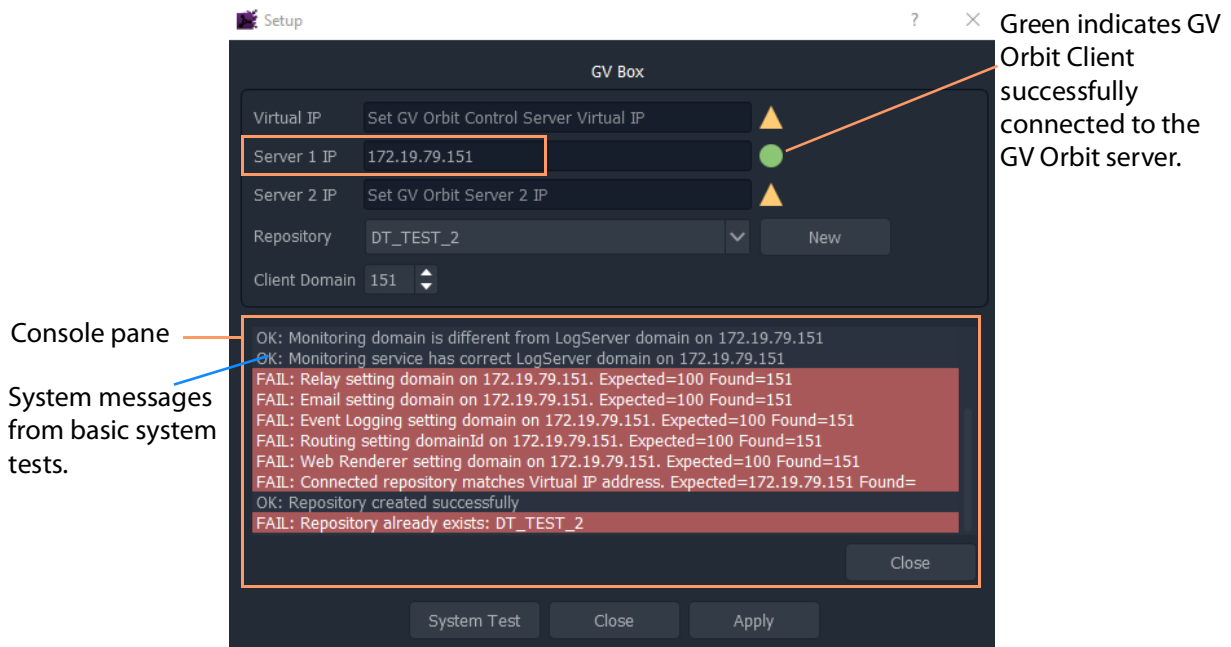 Setup
?
GV Box
Virtual IP
Set GV Orbit Control Server Virtual IP
Server 1 IP
172.19.79.151
Server 2 IP
Set GV Orbit Server 2 IP
Repository
DT_TEST_2
New
Client Domain
151
OK: Monitoring domain is different from LogServer domain on 172.19.79.151
OK: Monitoring service has correct LogServer domain on 172.19.79.151
FAIL: Relay setting domain on 172.19.79.151. Expected=100 Found=151
FAIL: Email setting domain on 172.19.79.151. Expected=100 Found=151
FAIL: Event Logging setting domain on 172.19.79.151. Expected=100 Found=151
FAIL: Routing setting domainId on 172.19.79.151. Expected=100 Found=151
FAIL: Web Renderer setting domain on 172.19.79.151. Expected=100 Found=151
FAIL: Connected repository matches Virtual IP address. Expected=172.19.79.151 Found=
OK: Repository created successfully
FAIL: Repository already exists: DT_TEST_2
Close
System Test
Close
Apply
Green indicates GV
Orbit Client
successfully
connected to the
GV Orbit server.
Console pane
System messages
from basic system
tests.